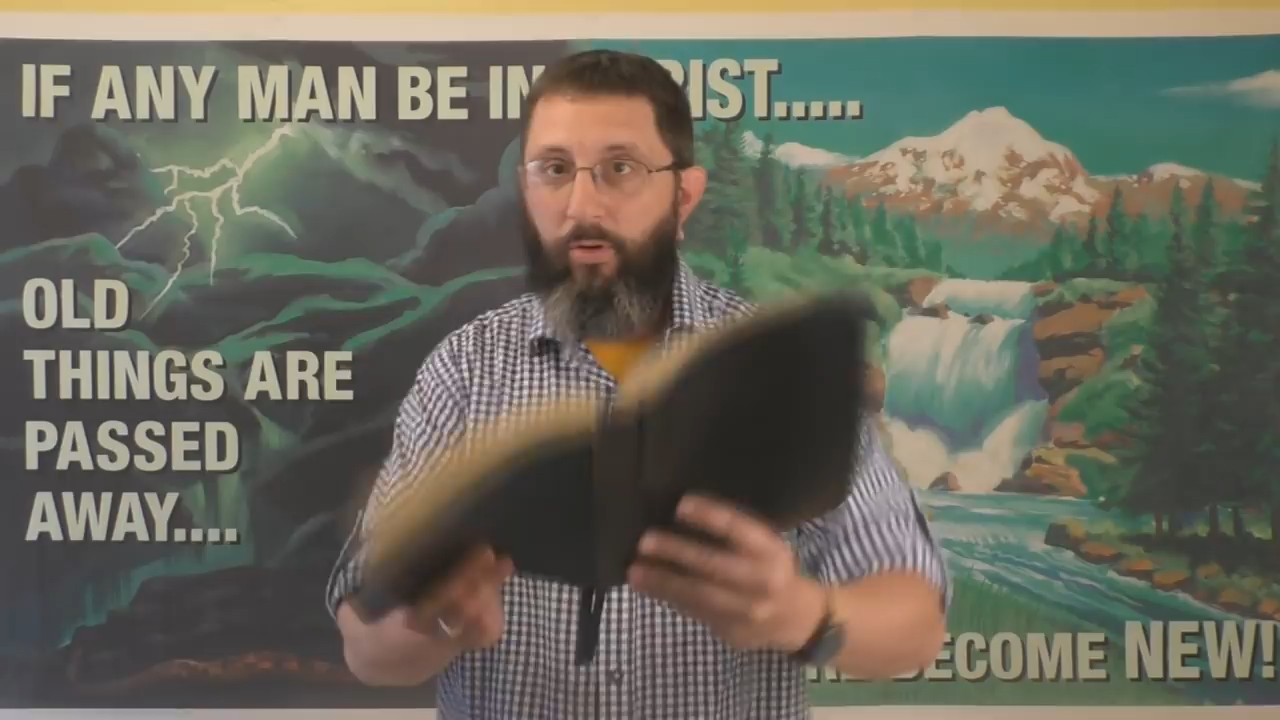 IF ANY MAN BE IN RIST.....
OLD
THINGS ARE
PASSED
AWAY....
ECOME NEW!